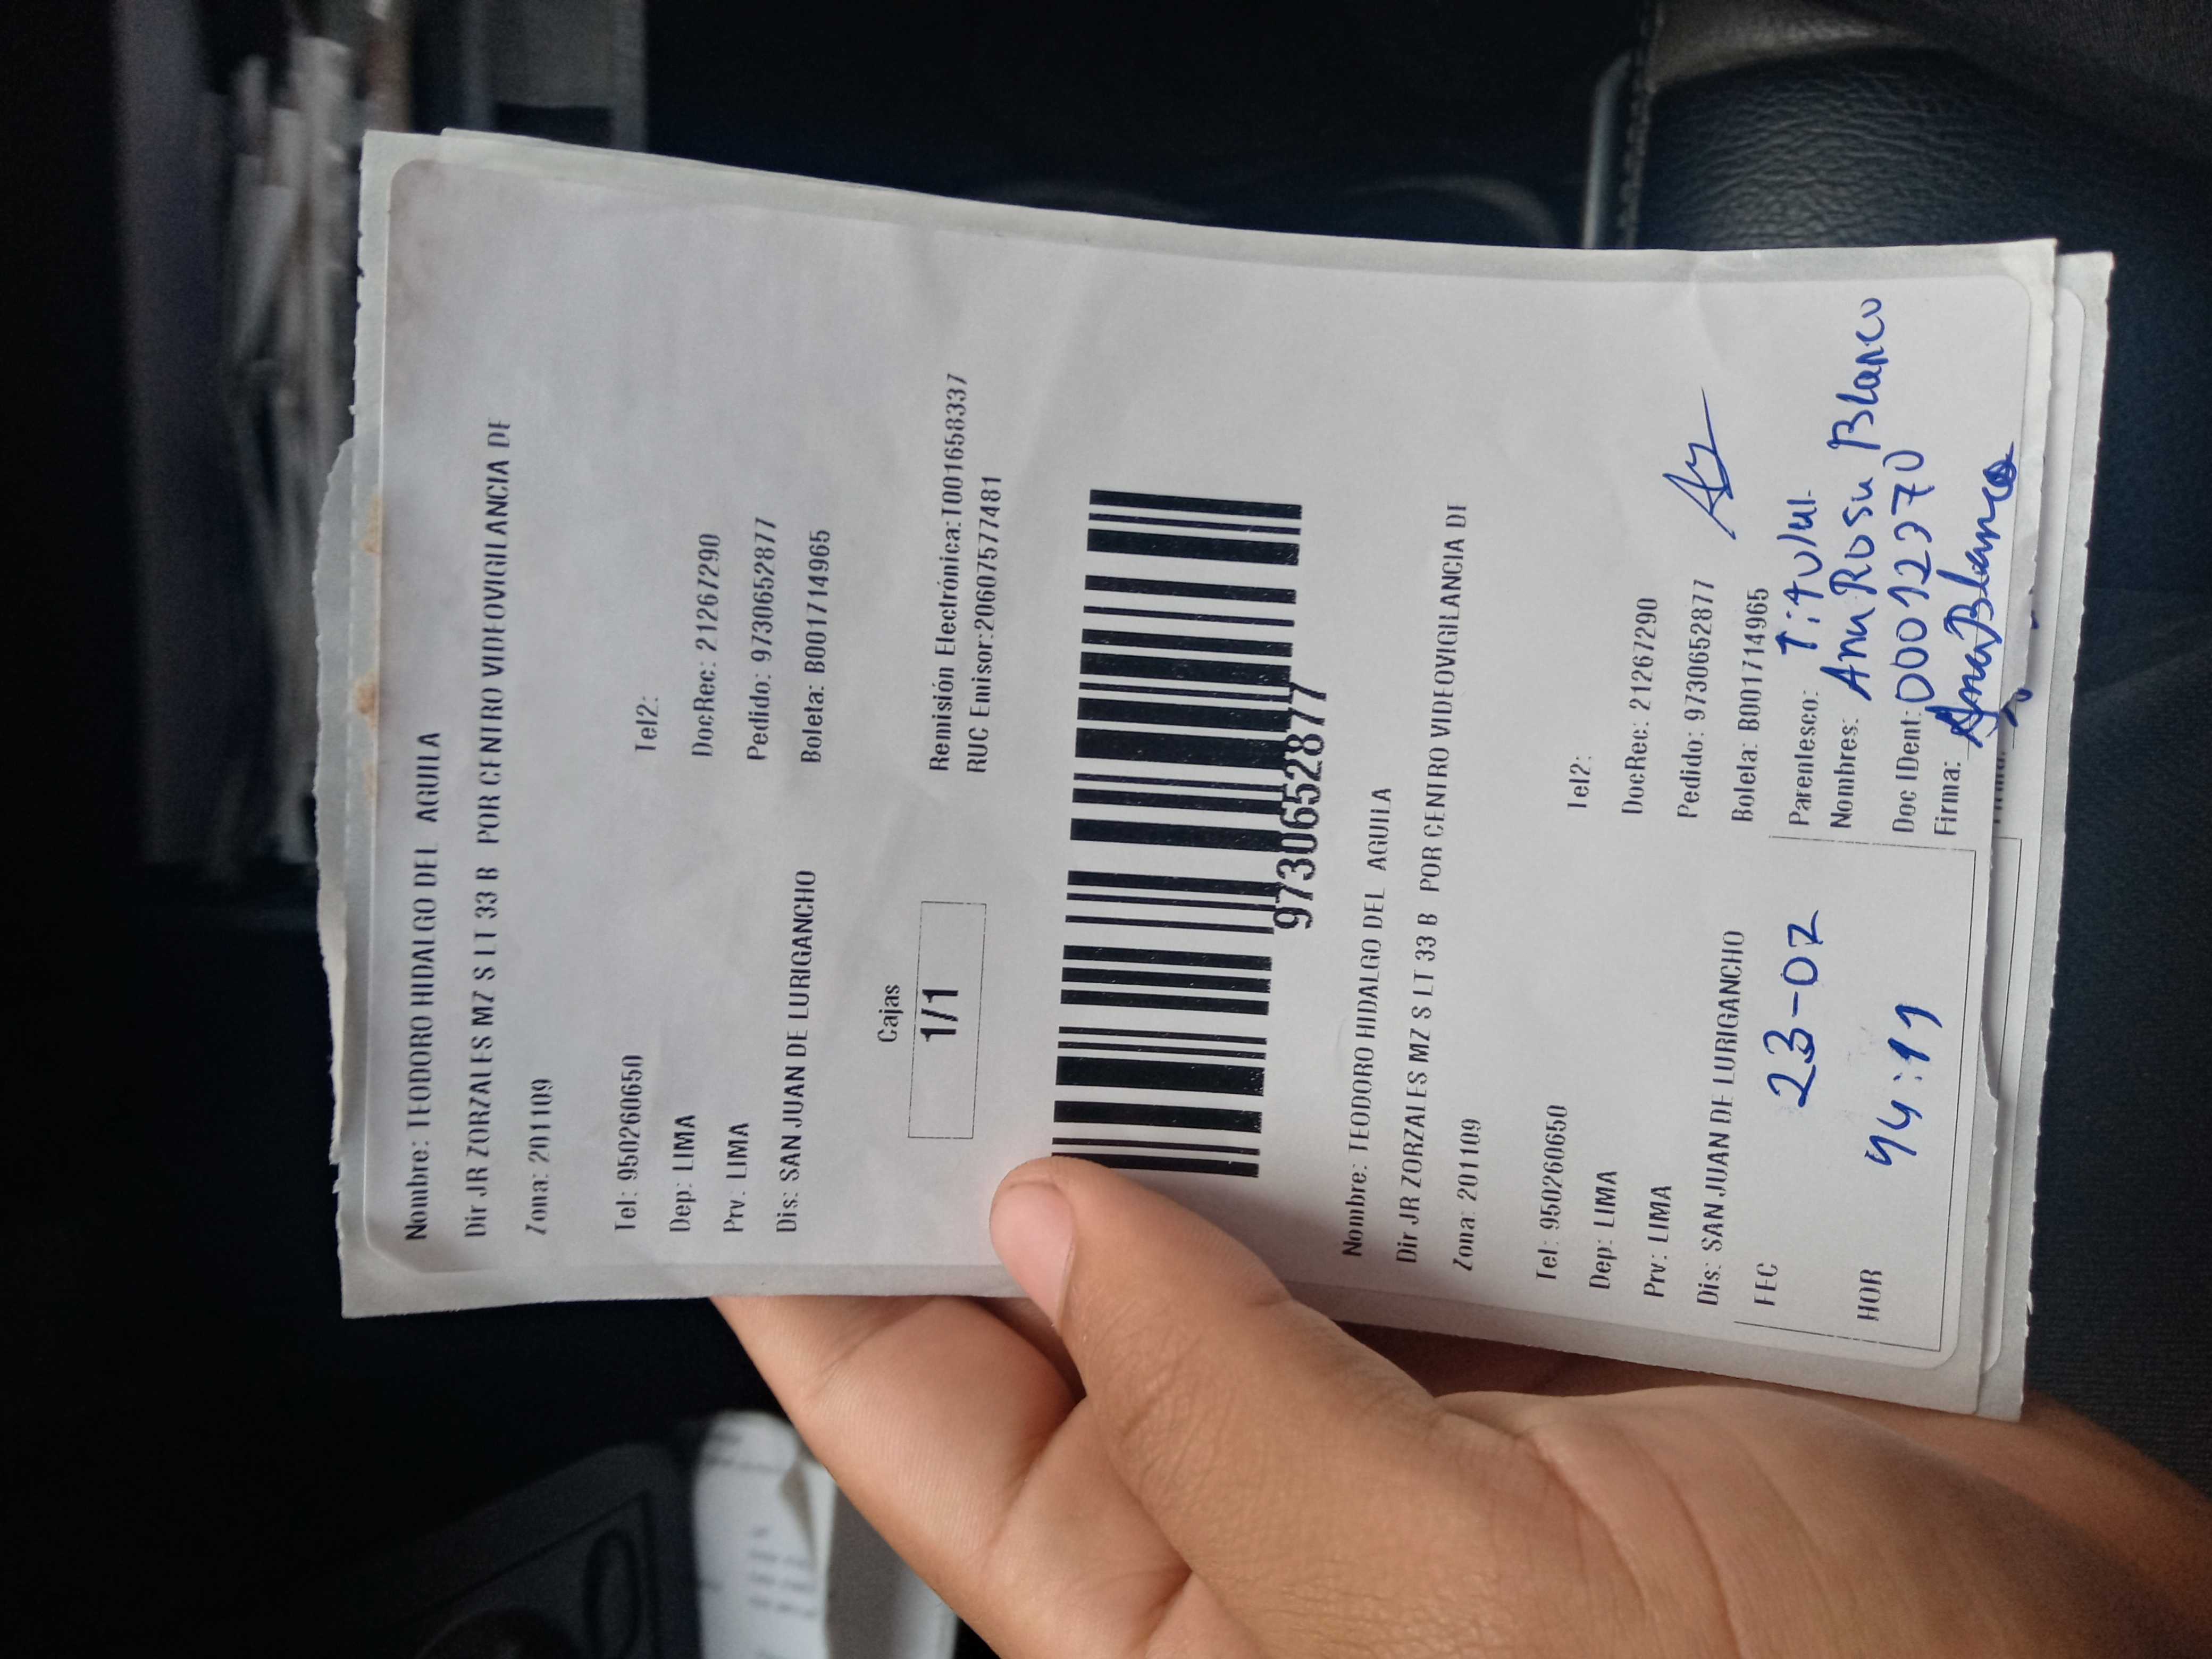 Nombre: TEODORO HIDALGO DEL AGUILA
Dir JR ZORZALES MZ S LT 33 B POR CENTRO VIDEOVIGILANCIA DE
Zona: 201109
Tel: 950260650 Tel2:
Dep: LIMA DocRec: 21267290
Prv: LIMA Pedido: 9730652877
Dis: SAN JUAN DE LURIGANCHO Boleta: B001714965
Cajas
1/1
Remisión Electrónica:T001658337
RUC Emisor:20607577481
9730652877
Nombre: TEODORO HIDALGO DEL AGUILA
Dir JR ZORZALES MZ S LT 33 B POR CENTRO VIDEOVIGILANCIA DE
Zona: 201109
Tel: 950260650 Tel2:
Dep: LIMA DocRec: 21267290
Prv: LIMA Pedido: 9730652877
Dis: SAN JUAN DE LURIGANCHO Boleta: B001714965
FEC 23-02
HOR
Parentesco: Titular
Nombres: Ana Rosa Blanco
Doc IDent: 00012370
Firma: Ana Blanco